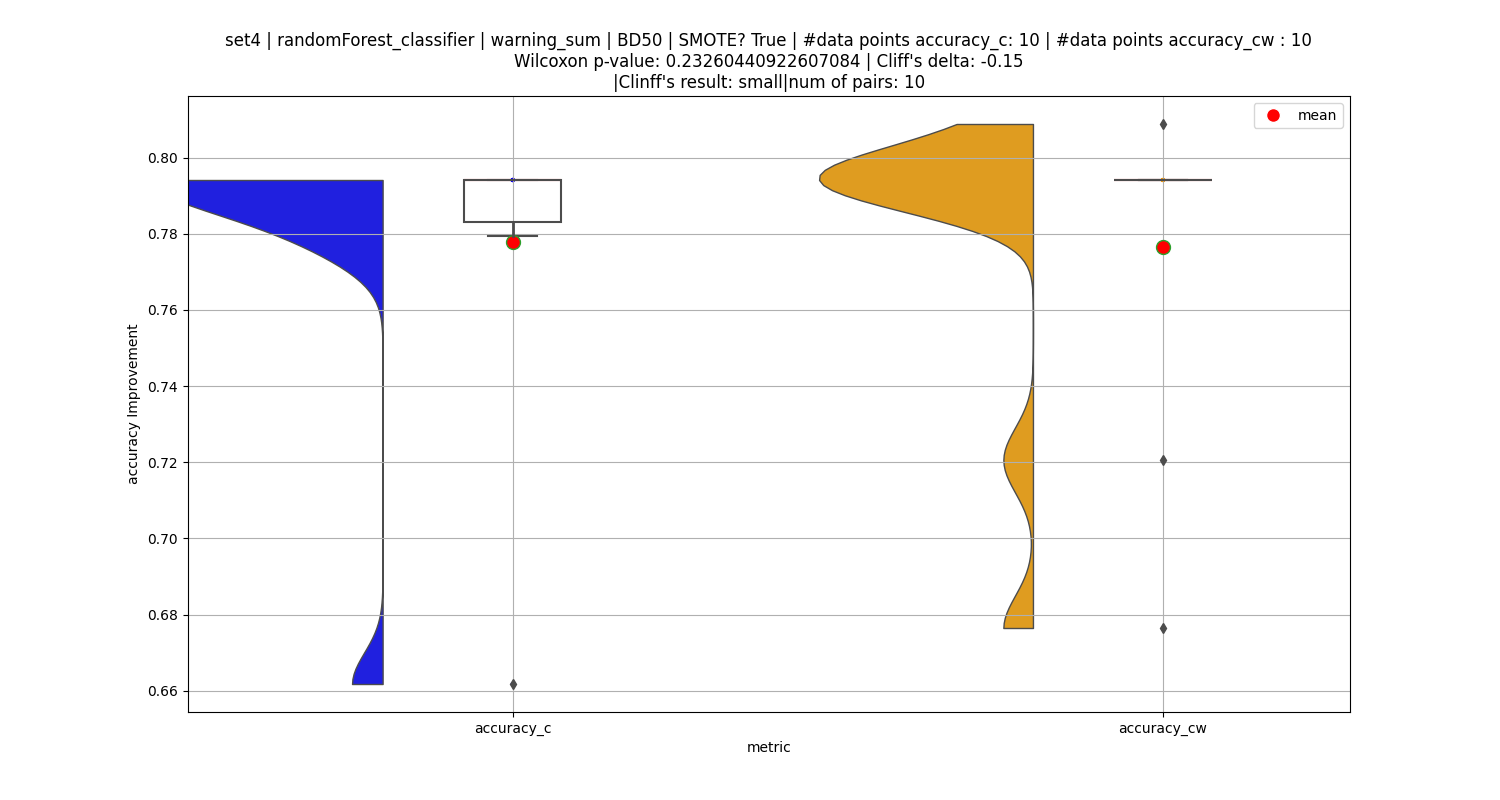 set4 | randomForest_classifier | warning_sum | BD50 | SMOTE? True | #data points accuracy_c: 10 | #data points accuracy_cw : 10
Wilcoxon p-value: 0.23260440922607084 | Cliff's delta: -0.15
|Clinff's result: small|num of pairs: 10
mean
0.80
0.78
0.76
0.74
0.72
0.70
0.68
0.66
accuracy Improvement
accuracy_c
accuracy_cw
metric